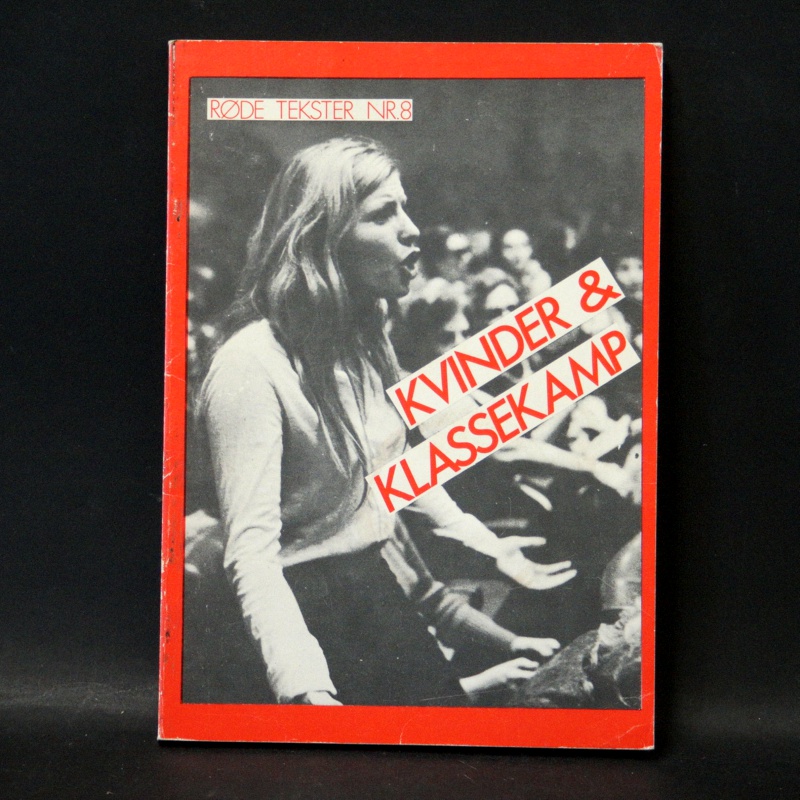 RØDE TEKSTER NR.8
KVINDER &
KLASSEKAMP